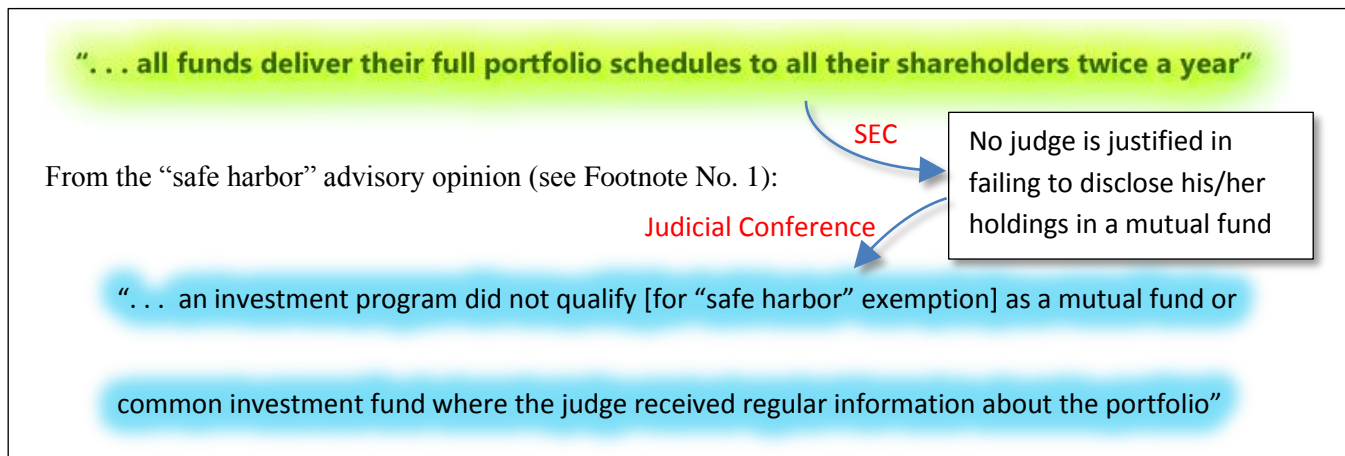 “. . . all funds deliver their full portfolio schedules to all their shareholders twice a year”
SEC
No judge is justified in
failing to disclose his/her
holdings in a mutual fund
From the “safe harbor” advisory opinion (see Footnote No. 1):
Judicial Conference
“. . . an investment program did not qualify [for “safe harbor” exemption] as a mutual fund or
common investment fund where the judge received regular information about the portfolio”